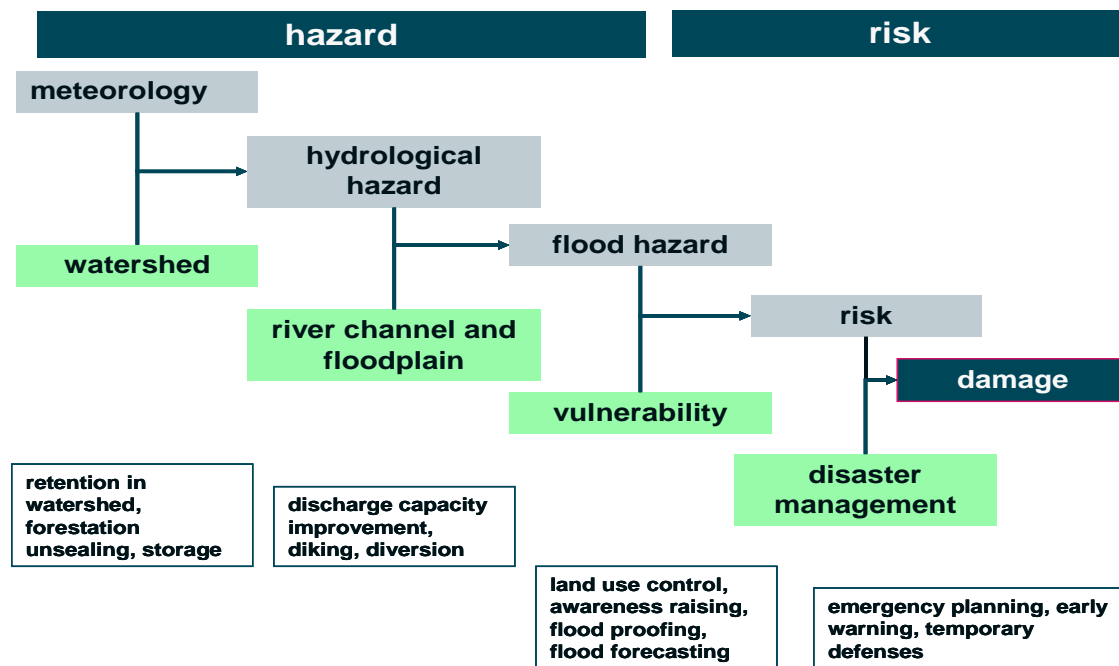 hazard
risk
meteorology
hydrological
hazard
watershed
flood hazard
river channel and
floodplain
risk
damage
vulnerability
disaster
management
retention in
watershed,
forestation
unsealing, storage
discharge capacity
improvement,
diking, diversion
land use control,
awareness raising,
flood proofing,
flood forecasting
emergency planning, early
warning, temporary
defenses